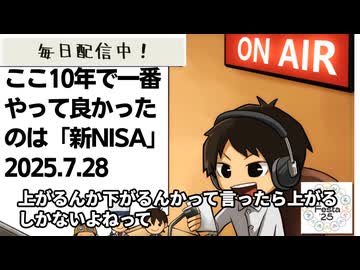 毎日配信中！
ON AIR
ここ10年で一番
やって良かった
のは「新NISA」
2025.7.28
上がるんか下がるんかって言ったら上がる
しかないよねって
Festa
'25